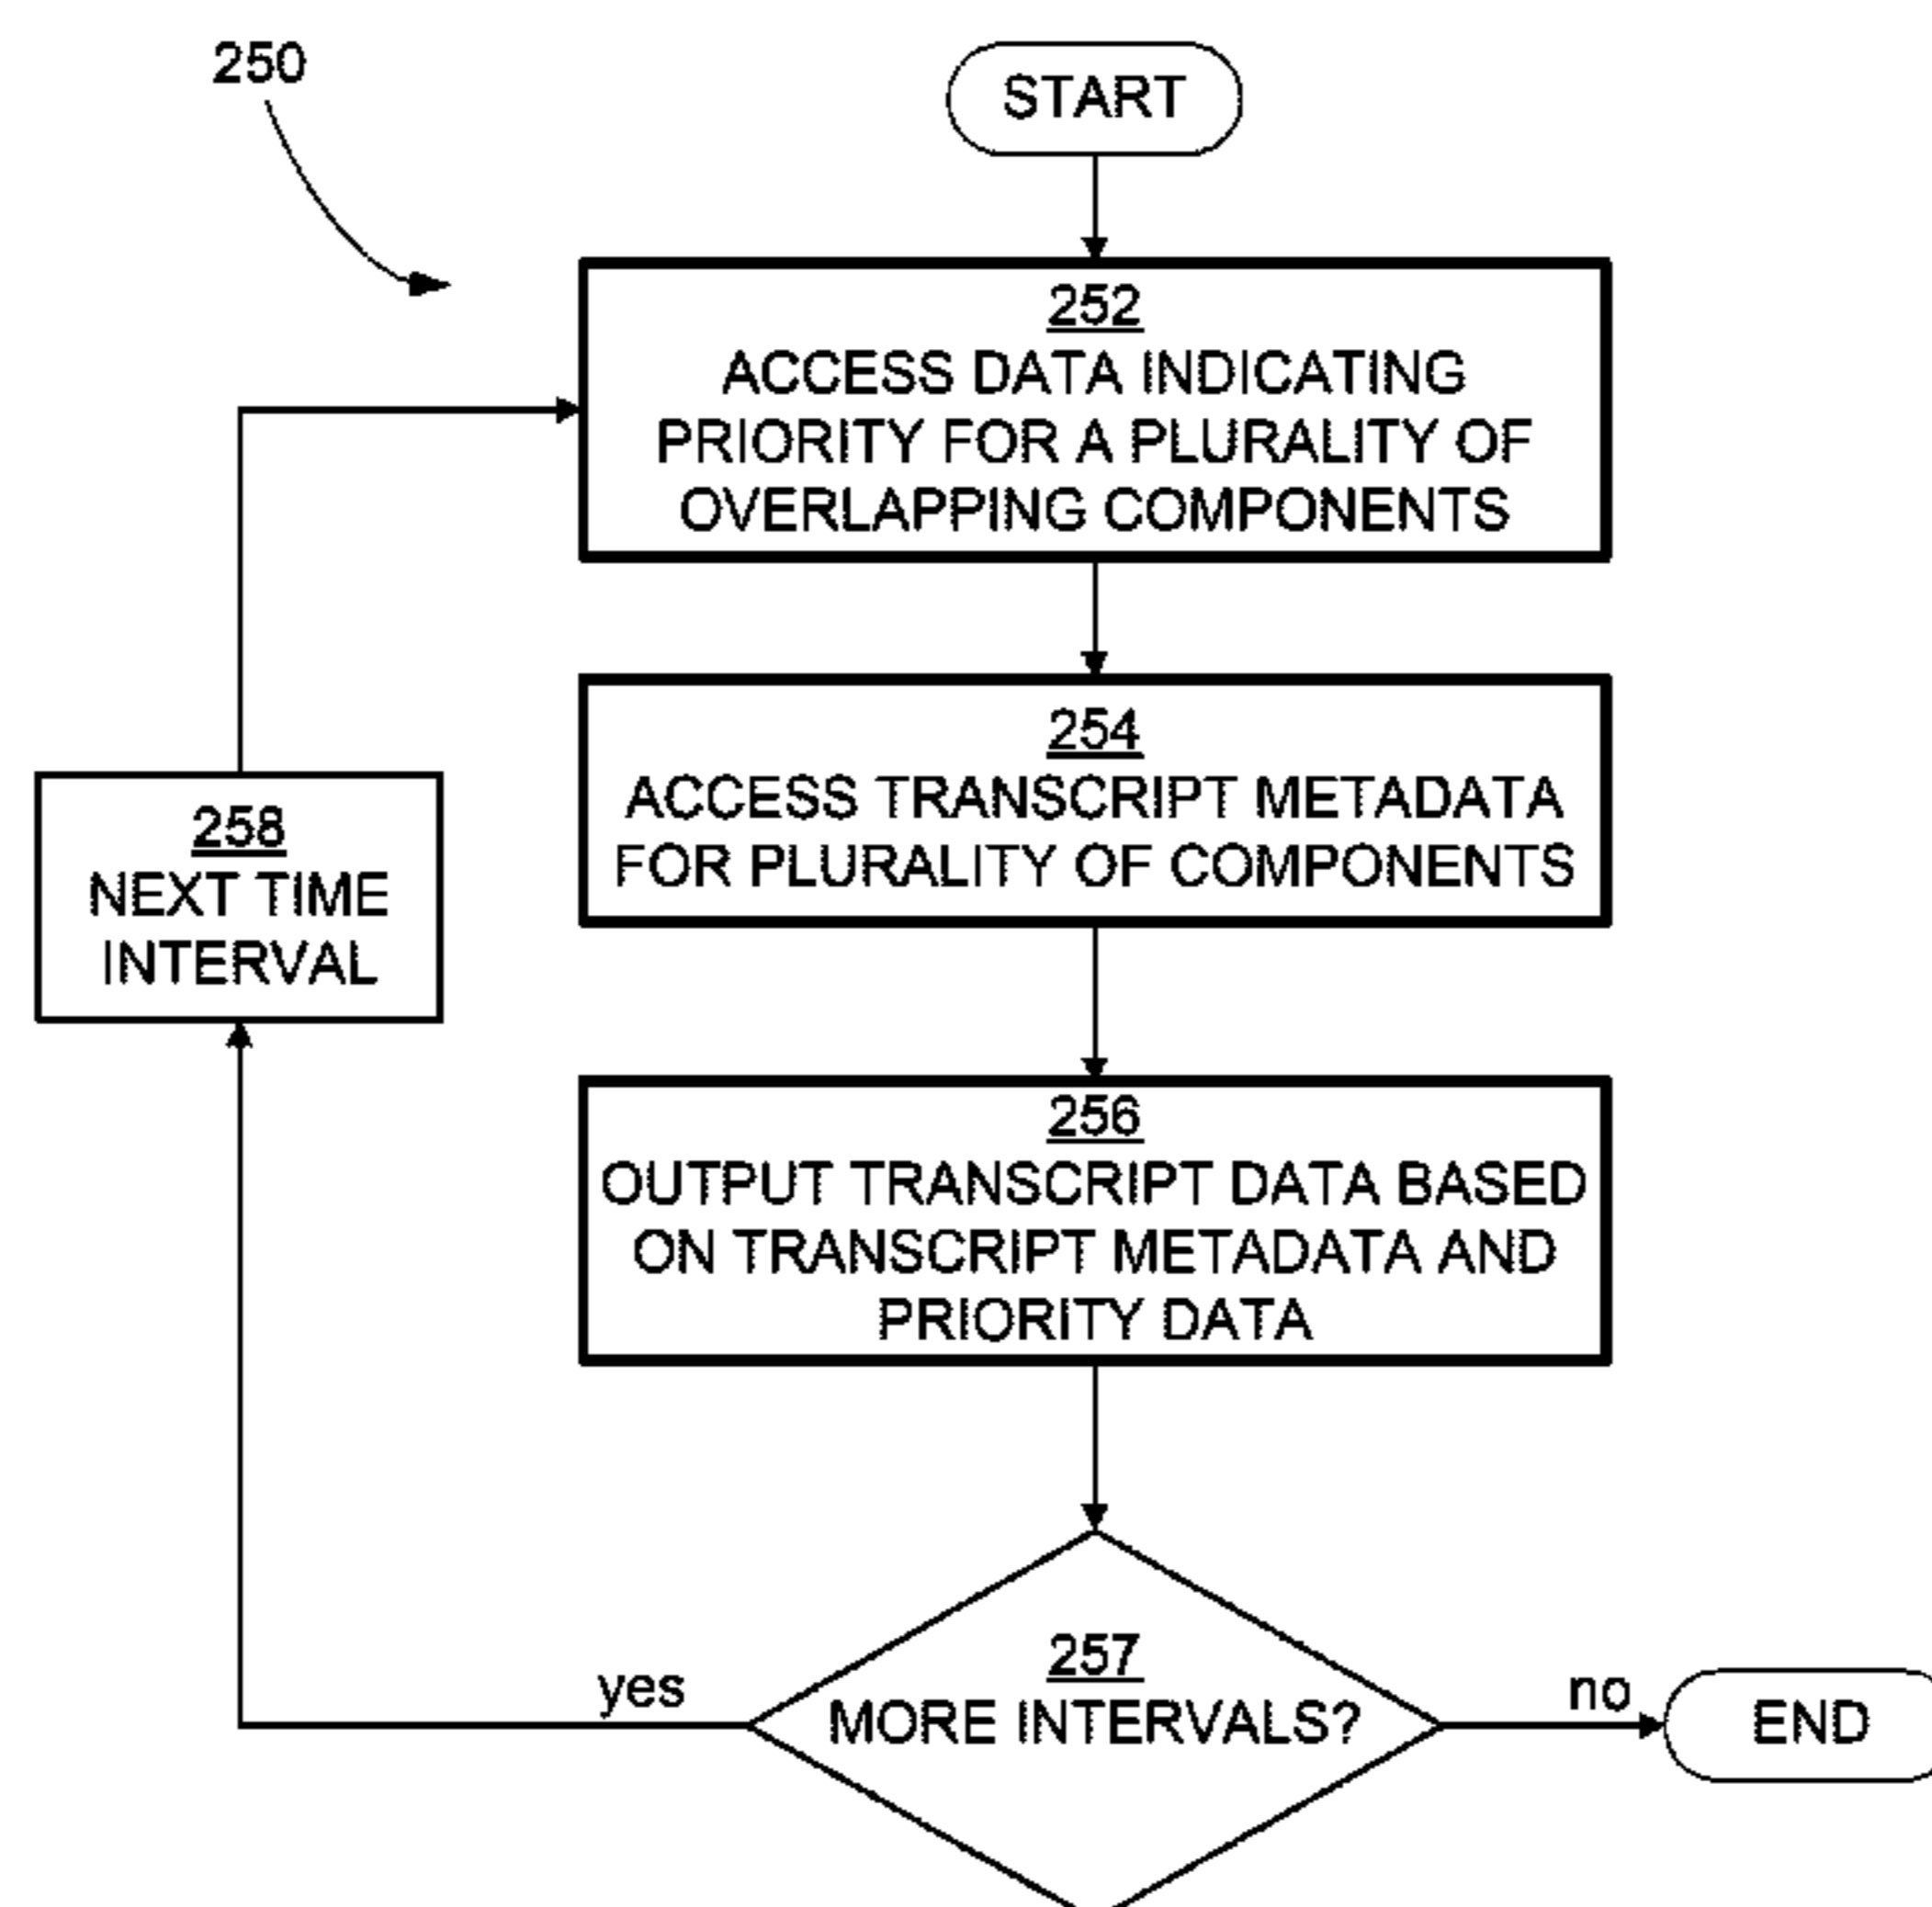 250
START
252
ACCESS DATA INDICATING
PRIORITY FOR A PLURALITY OF
OVERLAPPING COMPONENTS
254
ACCESS TRANSCRIPT METADATA
FOR PLURALITY OF COMPONENTS
258
NEXT TIME
INTERVAL
256
OUTPUT TRANSCRIPT DATA BASED
ON TRANSCRIPT METADATA AND
PRIORITY DATA
257
MORE INTERVALS?
yes
no
END